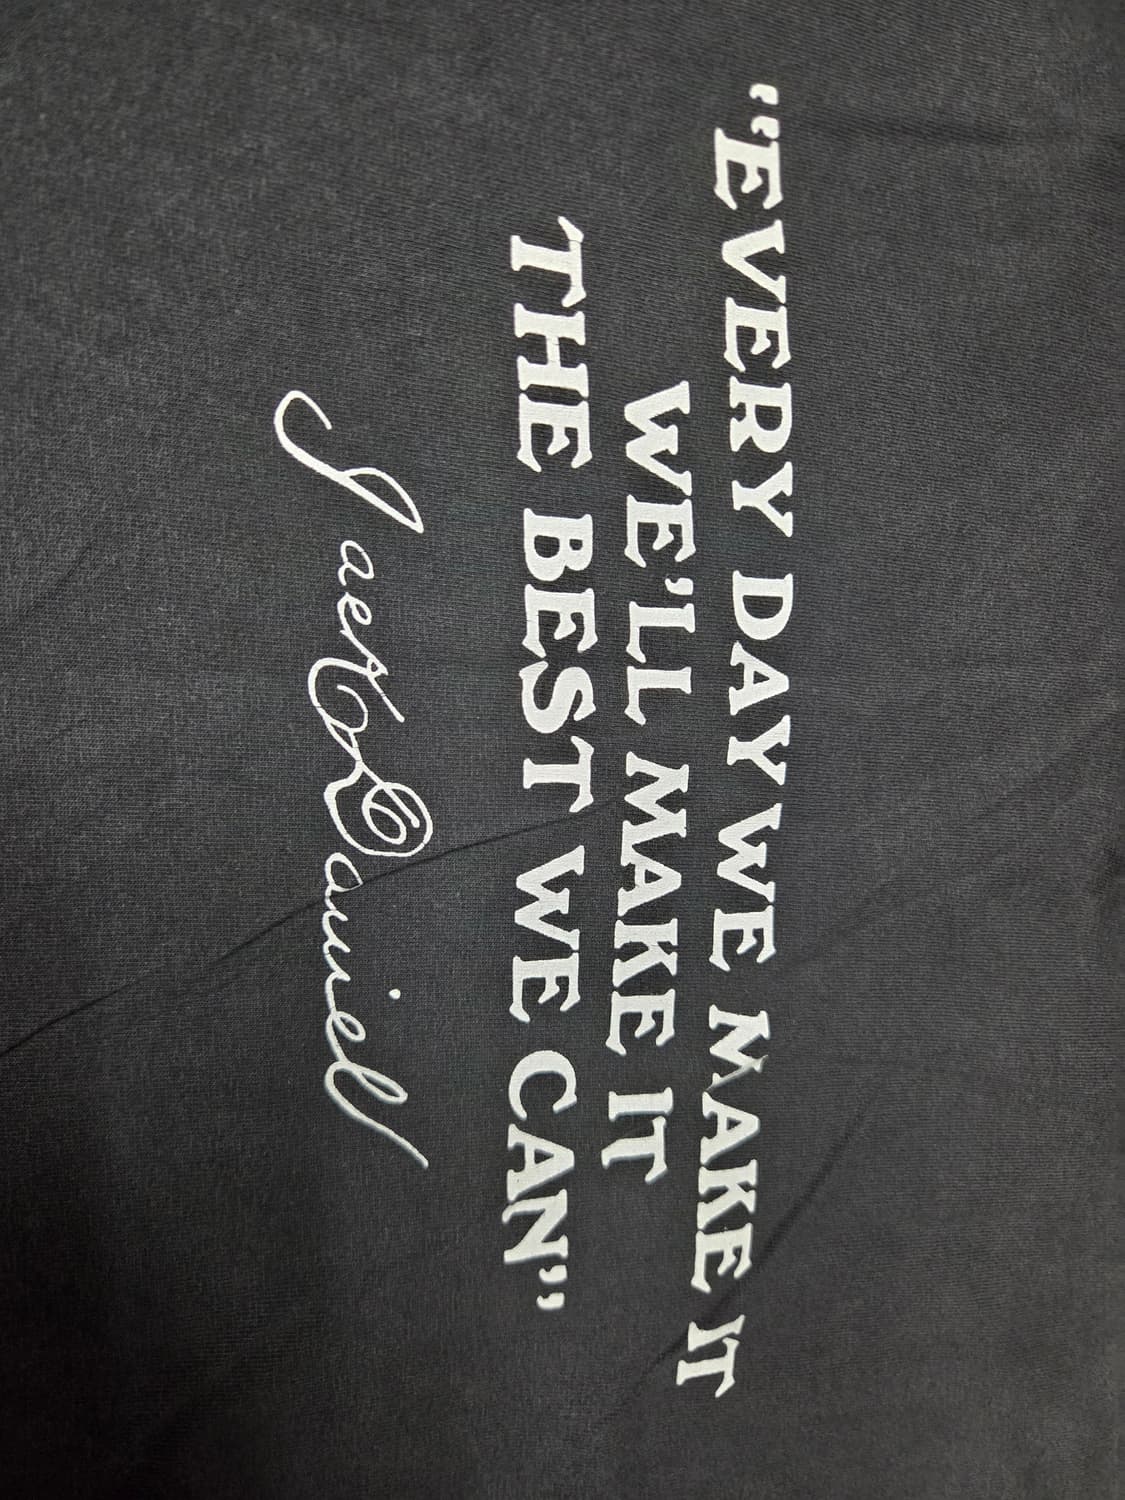 “EVERY DAY WE MAKE IT
WE'LL MAKE IT
THE BEST WE CAN”
Jack Daniel